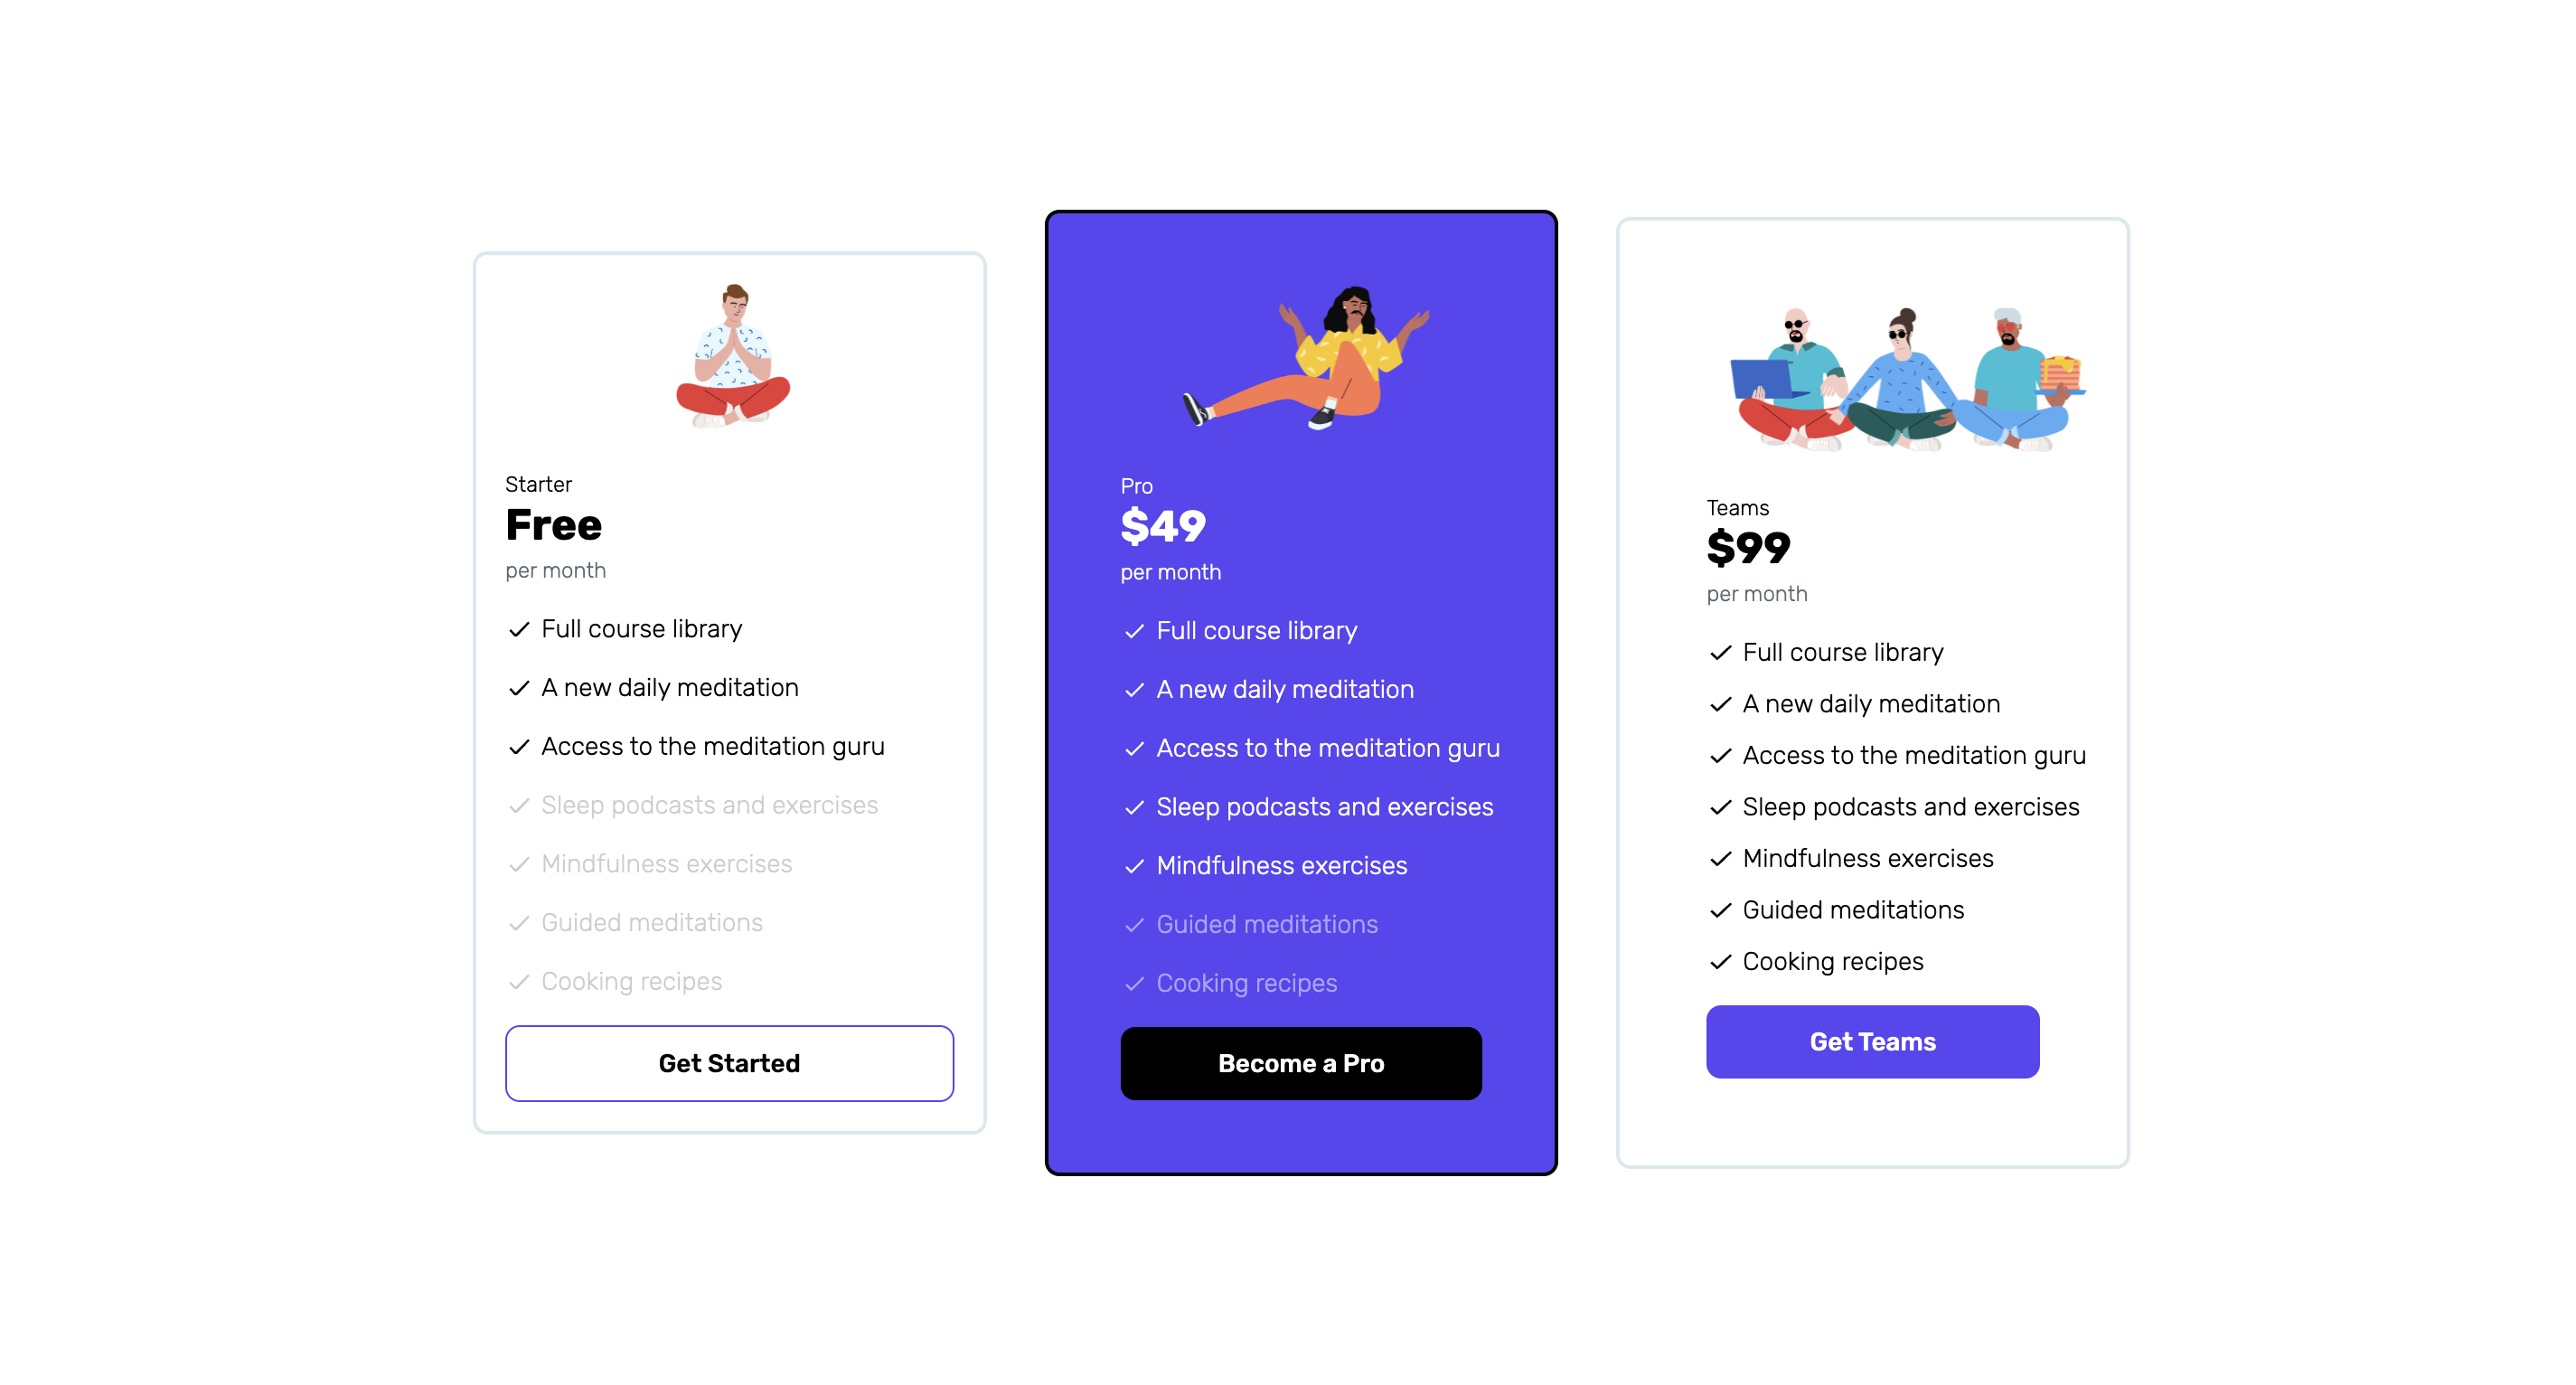 Starter
Free
per month
Full course library
A new daily meditation
Access to the meditation guru
Sleep podcasts and exercises
Mindfulness exercises
Guided meditations
Cooking recipes
Get Started
Pro
$49
per month
Full course library
A new daily meditation
Access to the meditation guru
Sleep podcasts and exercises
Mindfulness exercises
Guided meditations
Cooking recipes
Become a Pro
Teams
$99
per month
Full course library
A new daily meditation
Access to the meditation guru
Sleep podcasts and exercises
Mindfulness exercises
Guided meditations
Cooking recipes
Get Teams